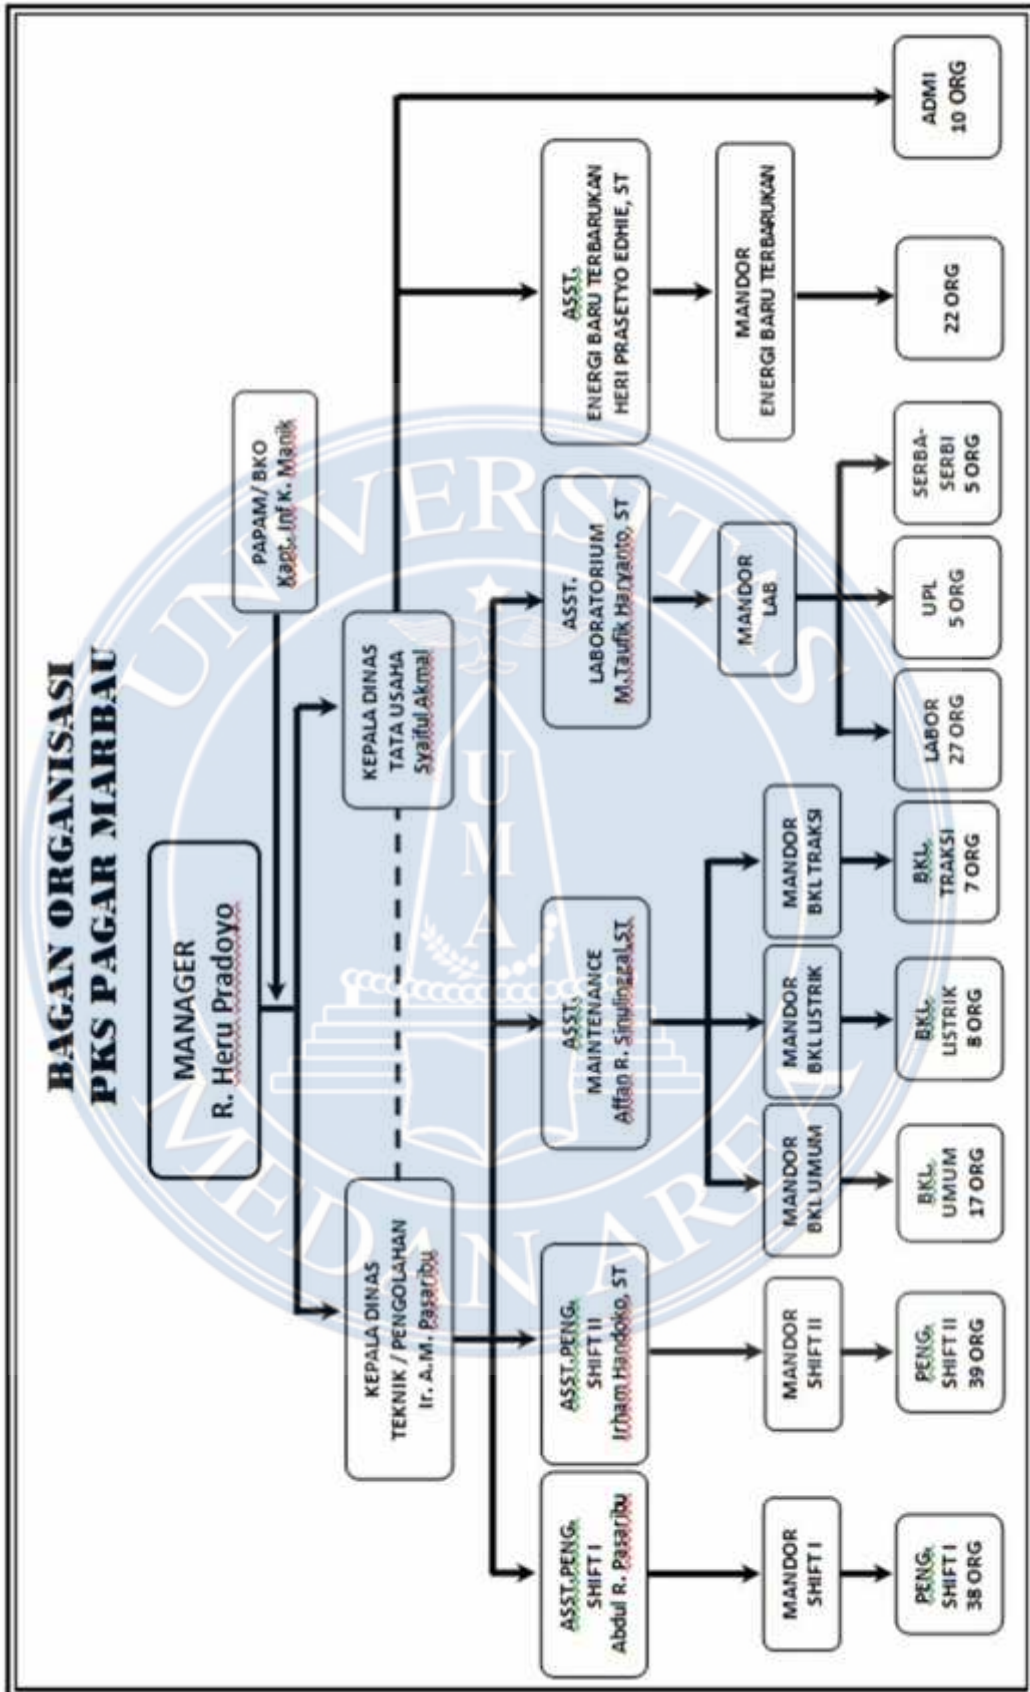 BAGAN ORGANISASI
PKS PAGAR MARBAU
MANAGER
R. Heru Pradoyo
PAPAM/ BKO
Kapt. Inf K. Manik
KEPALA DINAS
TEKNIK / PENGOLAHAN
Ir. A.M. Pasaribu
KEPALA DINAS
TATA USAHA
Syaiful Akmal
ASST.PENG.
SHIFT I
Abdul R. Pasaribu
ASST.PENG.
SHIFT II
Irham Handoko, ST
ASST.
MAINTENANCE
Affan R. Sinulinggal,ST
ASST.
LABORATORIUM
M.Taufik Haryanto, ST
ASST.
ENERGI BARU TERBARUKAN
HERI PRASETYO EDHIE, ST
MANDOR
SHIFT I
MANDOR
SHIFT II
MANDOR
BKL UMUM
MANDOR
BKL LISTRIK
MANDOR
BKL TRAKSI
MANDOR
LAB
MANDOR
ENERGI BARU TERBARUKAN
PENG.
SHIFT I
38 ORG
PENG.
SHIFT II
39 ORG
BKL.
UMUM
17 ORG
BKL.
LISTRIK
8 ORG
BKL.
TRAKSI
7 ORG
LABOR
27 ORG
UPL
5 ORG
SERBA-
SERBI
5 ORG
22 ORG
ADMI
10 ORG
UNIVERSITAS
MEDAN AREA
U
M
A